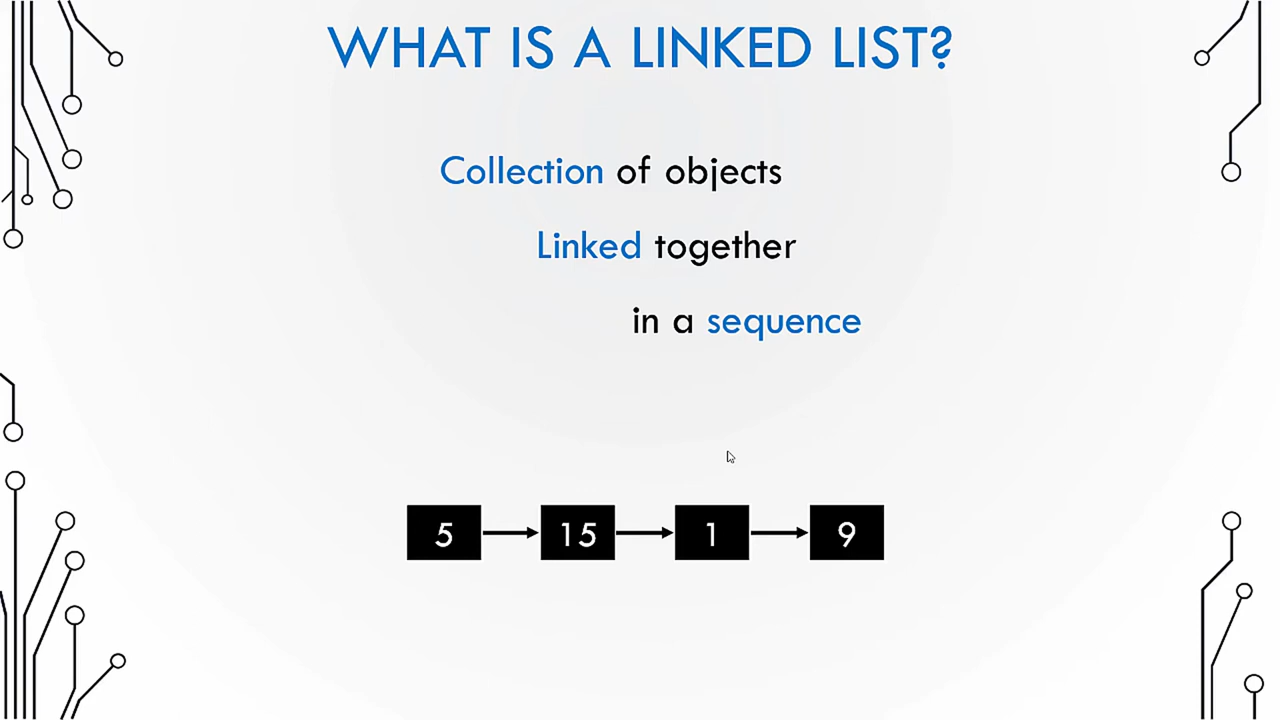 WHAT IS A LINKED LIST?
Collection of objects
Linked together
in a sequence
5 15 1 9